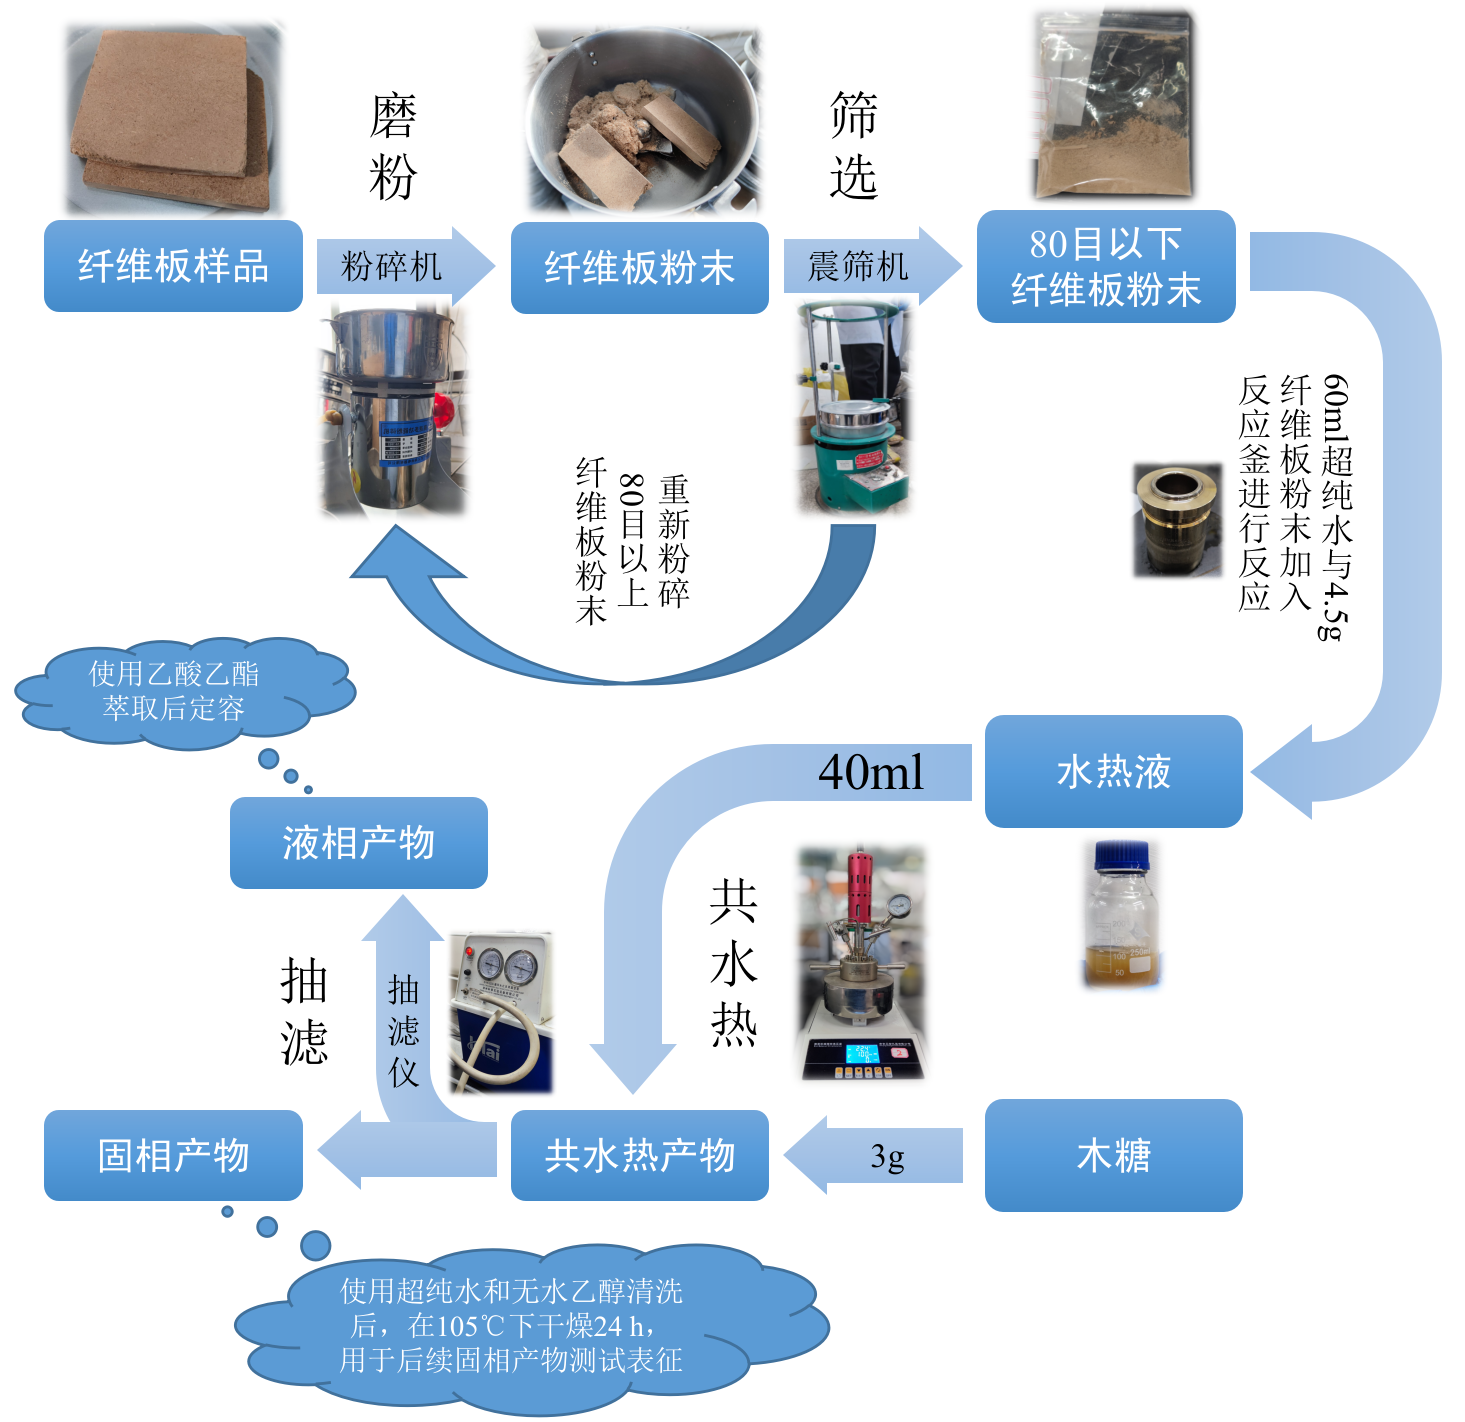 磨粉
筛选
纤维板样品
粉碎机
纤维板粉末
震筛机
80目以下
纤维板粉末
60ml超纯水与4.5g
纤维板粉末加入
反应釜进行反应
重新粉碎
80目以上
纤维板粉末
使用乙酸乙酯
萃取后定容
水热液
40ml
液相产物
共水热
250ml
100
50
抽滤
抽滤仪
固相产物
共水热产物
3g
木糖
使用超纯水和无水乙醇清洗
后，在105℃下干燥24 h，
用于后续固相产物测试表征